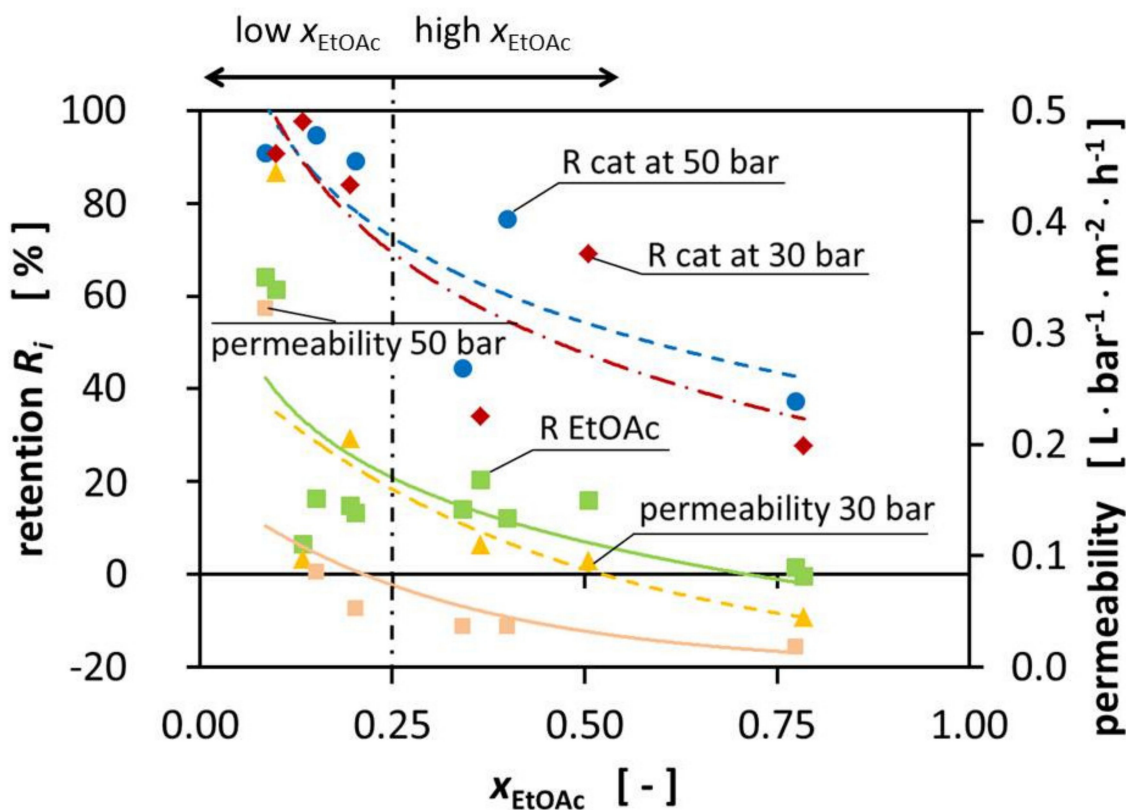 low xEtOAc high xEtOAc
100
80
60
40
20
0
-20
retention Ri [ % ]
R cat at 50 bar
R cat at 30 bar
permeability 50 bar
R EtOAc
permeability 30 bar
0.5
0.4
0.3
0.2
0.1
0.0
permeability [ L · bar-1 · m-2 · h-1 ]
0.00 0.25 0.50 0.75 1.00
xEtOAc [ - ]